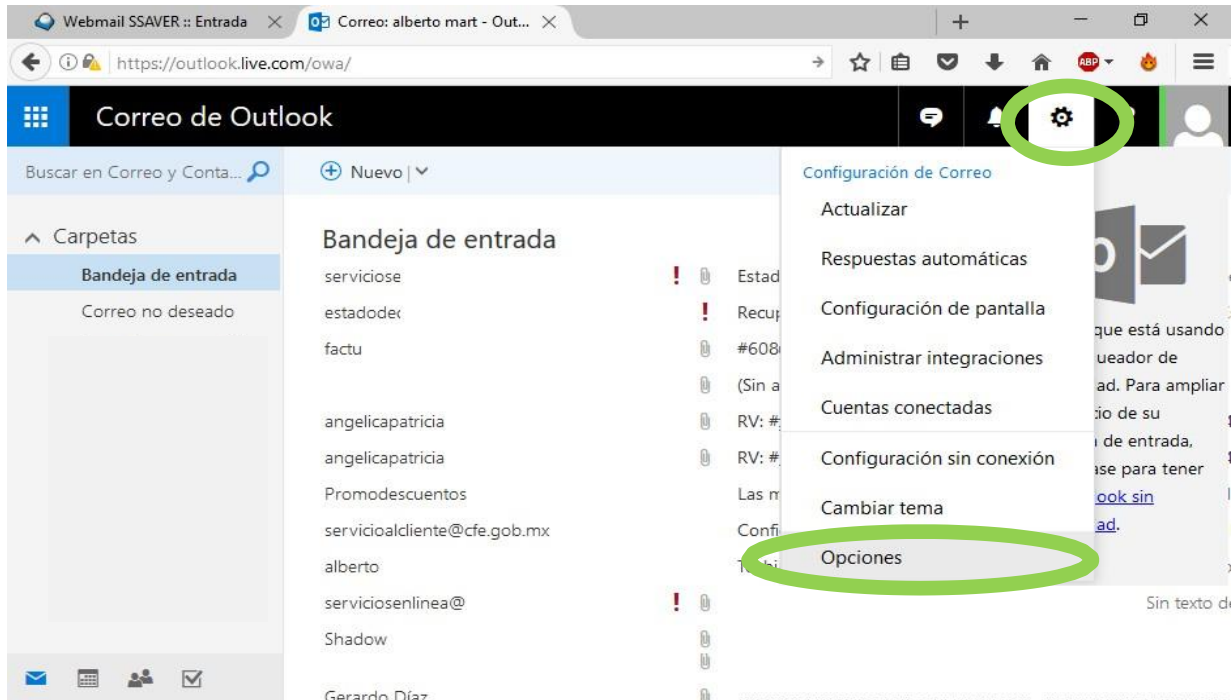 Webmail SSAVER :: Entrada
Correo: alberto mart - Out...
https://outlook.live.com/owa/
ABP
Correo de Outlook
Buscar en Correo y Conta...
Nuevo
Configuración de Correo
Actualizar
Respuestas automáticas
Configuración de pantalla
Administrar integraciones
Cuentas conectadas
Configuración sin conexión
Cambiar tema
Opciones
Carpetas
Bandeja de entrada
Correo no deseado
Bandeja de entrada
serviciose ! Estad
estadodec ! Recup
factu #608
(Sin a
angelicapatricia RV: #
angelicapatricia RV: #
Promodescuentos Las m
servicioalcliente@cfe.gob.mx Confi
alberto
serviciosenlinea@ ! Sin texto de
Shadow
Gerardo Díaz
que está usando
ueador de
ad. Para ampliar
io de su
de entrada,
ase para tener
ook sin
ad.